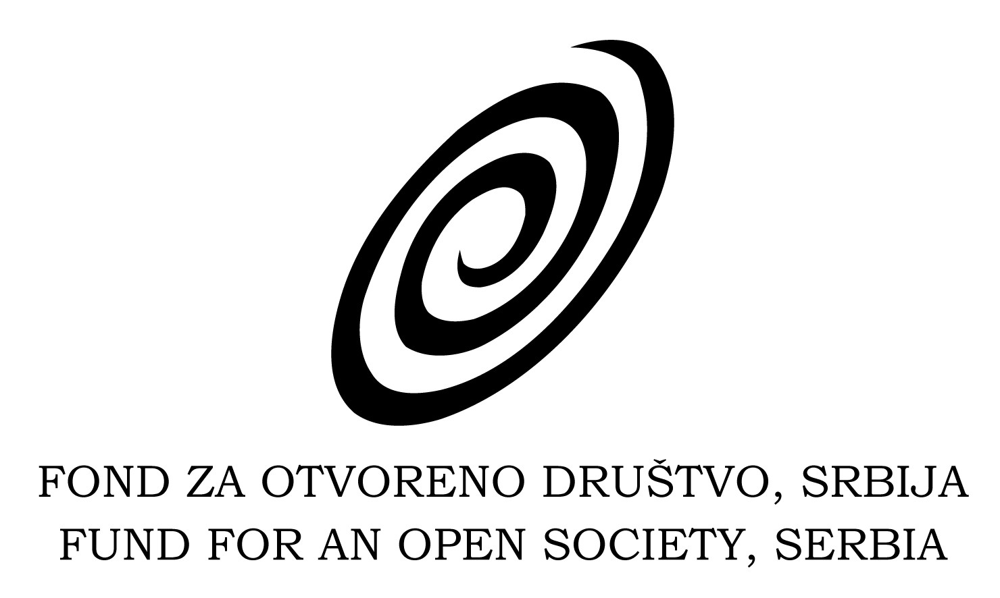 FOND ZA OTVORENO DRUŠTVO, SRBIJA
FUND FOR AN OPEN SOCIETY, SERBIA